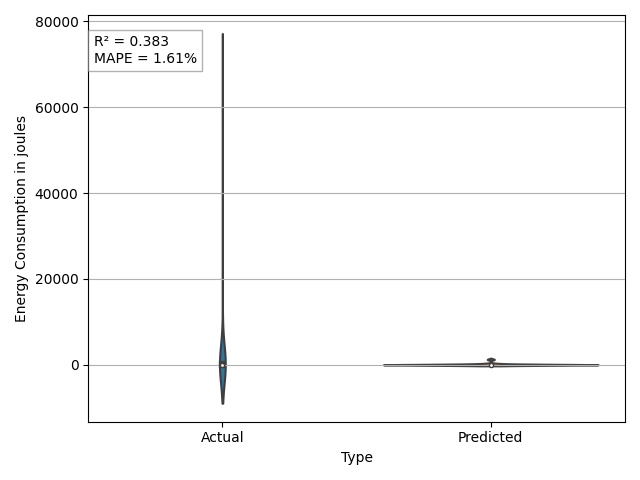 80000
R² = 0.383
MAPE = 1.61%
60000
40000
20000
0
Energy Consumption in joules
Actual
Predicted
Type